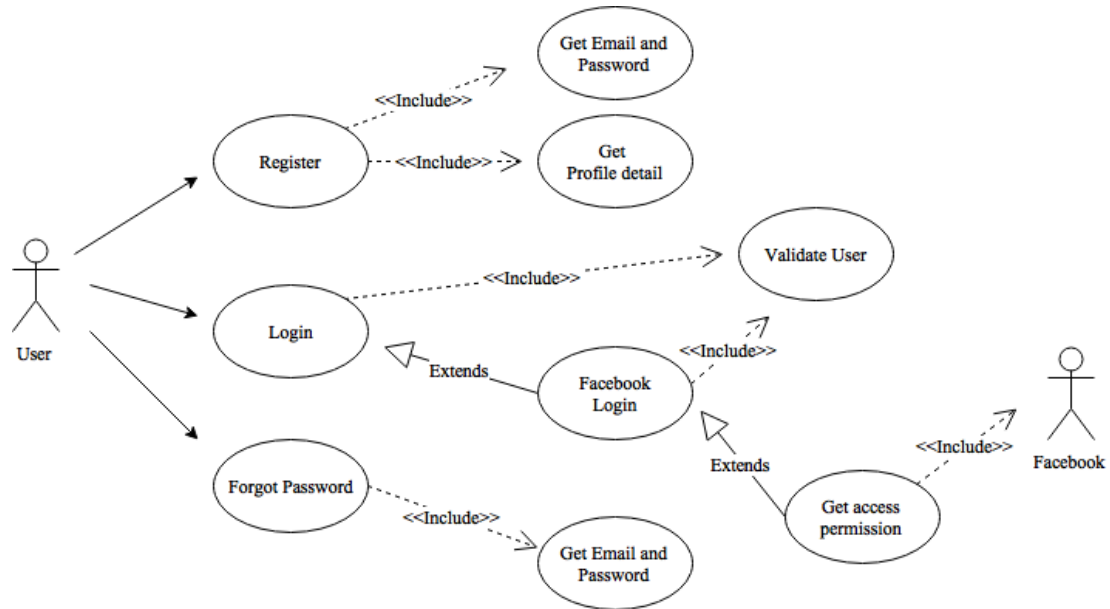 Get Email and
Password
<<Include>>
Register
<<Include>>
Get
Profile detail
Validate User
<<Include>>
User
Login
Extends
<<Include>>
Facebook
Login
<<Include>>
Facebook
Extends
Forgot Password
<<Include>>
Get access
permission
Get Email and
Password